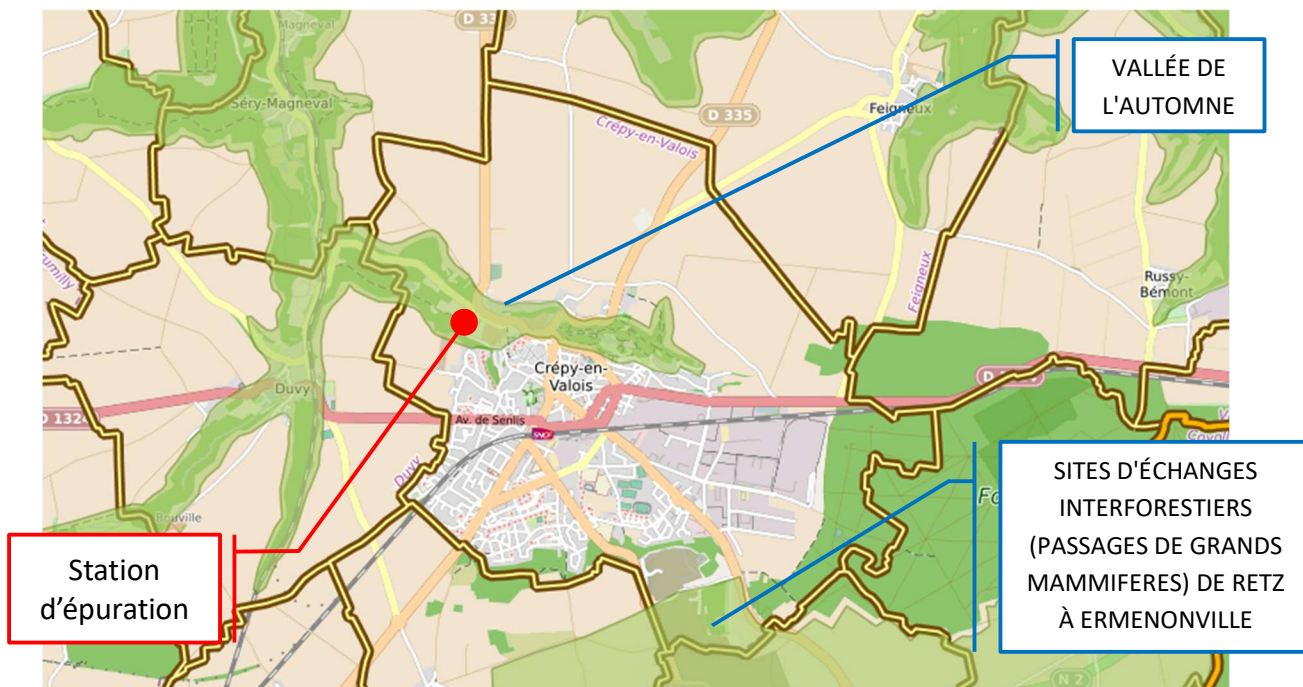 Magneval
D 33
VALLÉE DE
L'AUTOMNE
Séry-Magneval
Feigneux
D 335
Crépy-en-Valois
Feigneux
Russy-
Bémont
Crépy-en-
Valois
Duvy
D 1324
Av. de Senlis
SNCF
Duvy
SITES D'ÉCHANGES
INTERFORESTIERS
(PASSAGES DE GRANDS
MAMMIFERES) DE RETZ
À ERMENONVILLE
Bouville
Station
d'épuration
N 2